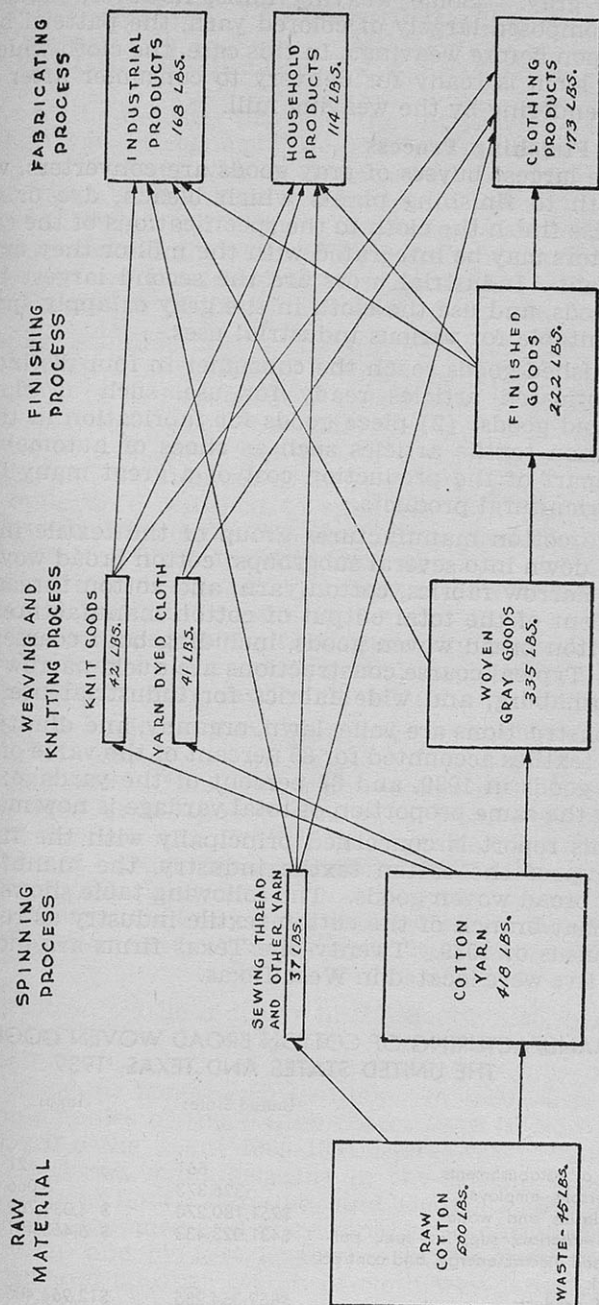 RAW
MATERIAL
SPINNING
PROCESS
WEAVING AND
KNITTING PROCESS
FINISHING
PROCESS
FABRICATING
PROCESS
RAW
COTTON
500 LBS.
WASTE-45 LBS.
SEWING THREAD
AND OTHER YARN
37 LBS.
COTTON
YARN
418 LBS.
KNIT GOODS
42 LBS.
YARN DYED CLOTH
41 LBS.
WOVEN
GRAY GOODS
335 LBS.
FINISHED
GOODS
222 LBS.
INDUSTRIAL
PRODUCTS
168 LBS.
HOUSEHOLD
PRODUCTS
114 LBS.
CLOTHING
PRODUCTS
173 LBS.